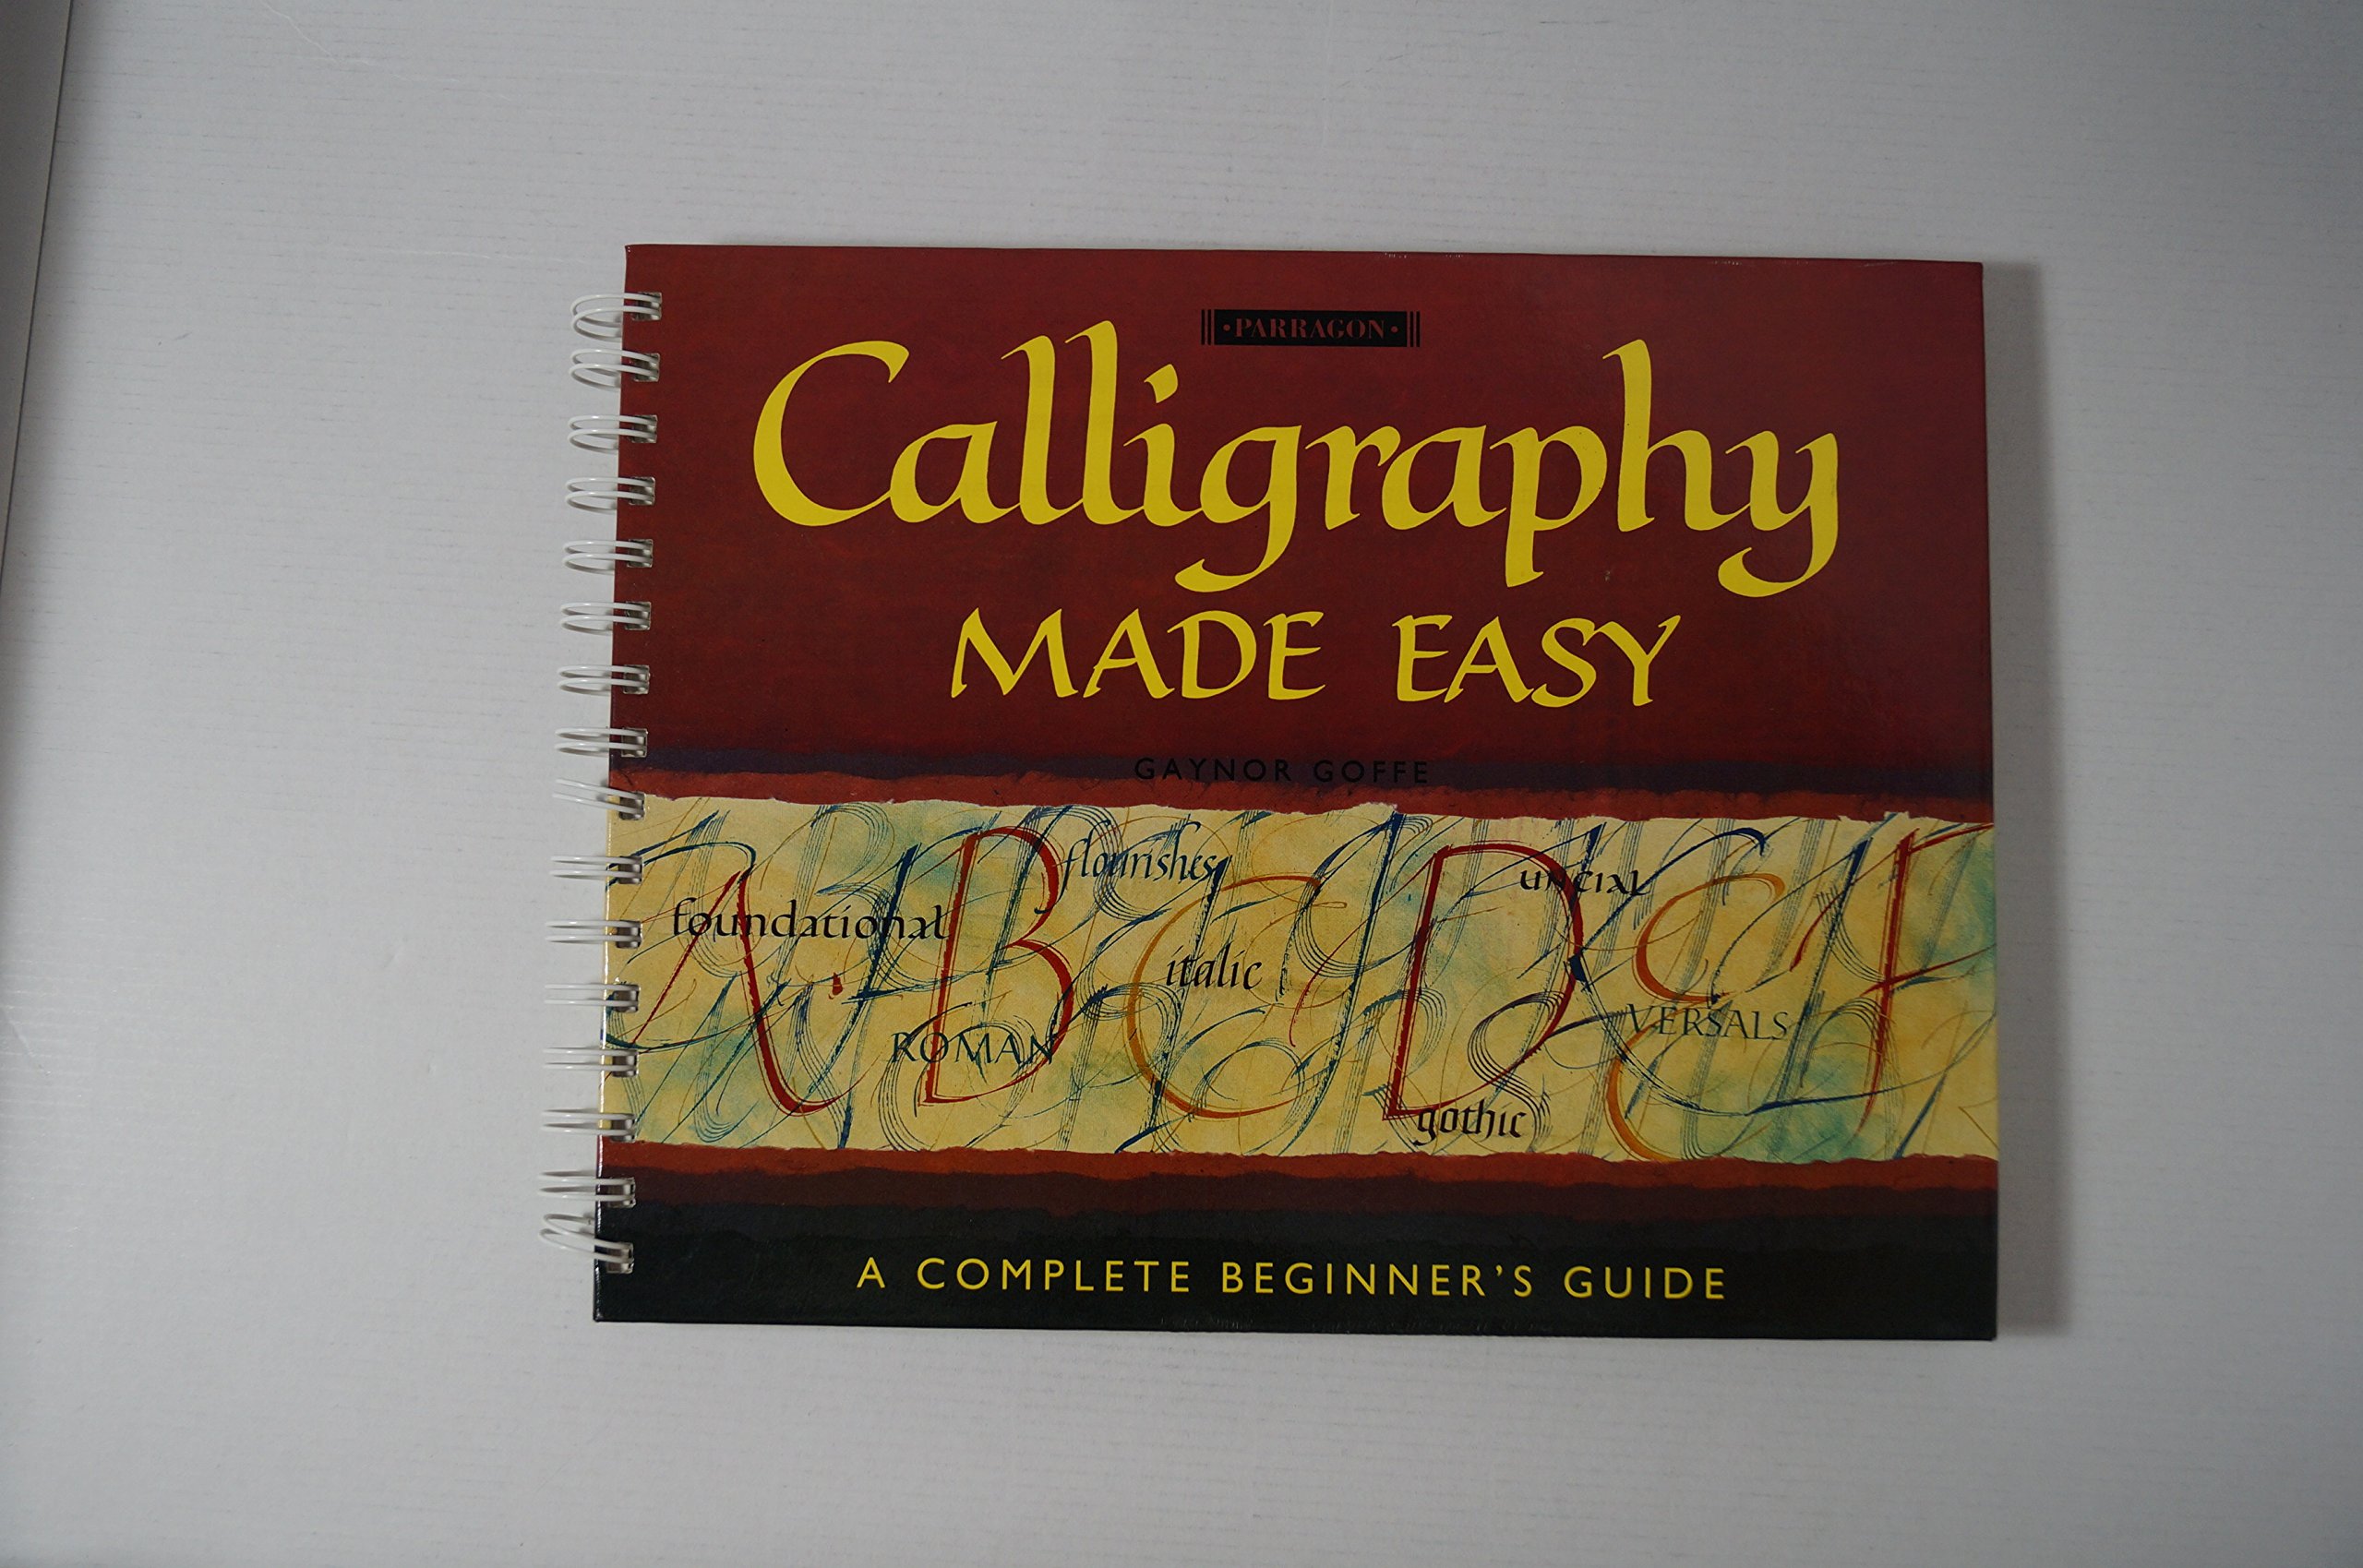 ·PARRAGON·
Calligraphy
MADE EASY
GAYNOR GOFFE
flourishes
uncial
foundational
italic
VERSALS
ROMAN
gothic
A B C D E F
A COMPLETE BEGINNER'S GUIDE